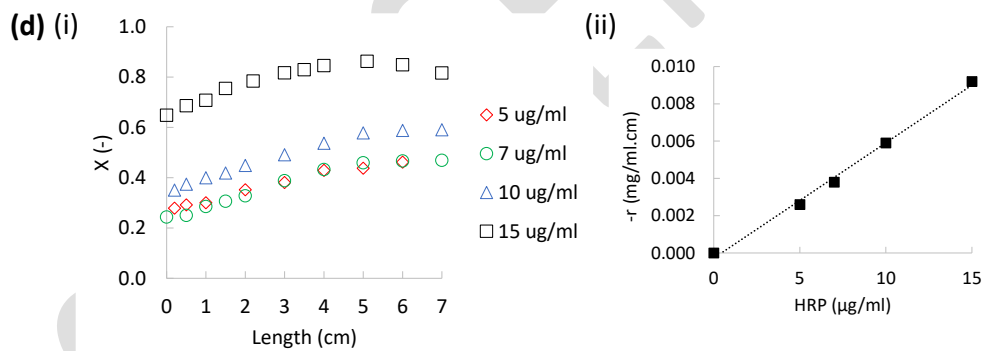 (d) (i)
1.0
0.8
0.6
0.4
0.2
0.0
X (-)
0 1 2 3 4 5 6 7
Length (cm)
5 ug/ml
7 ug/ml
10 ug/ml
15 ug/ml
(ii)
0.010
0.008
0.006
0.004
0.002
0.000
-r (mg/ml.cm)
0 5 10 15
HRP (µg/ml)